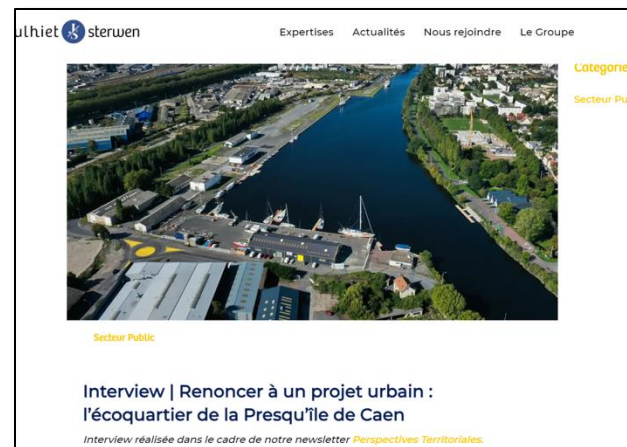 ulhiet sterwen
Expertises Actualités Nous rejoindre Le Groupe
Catégorie
Secteur Pu
Secteur Public
Interview | Renoncer à un projet urbain :
l’écoquartier de la Presqu’île de Caen
Interview réalisée dans le cadre de notre newsletter Perspectives Territoriales.